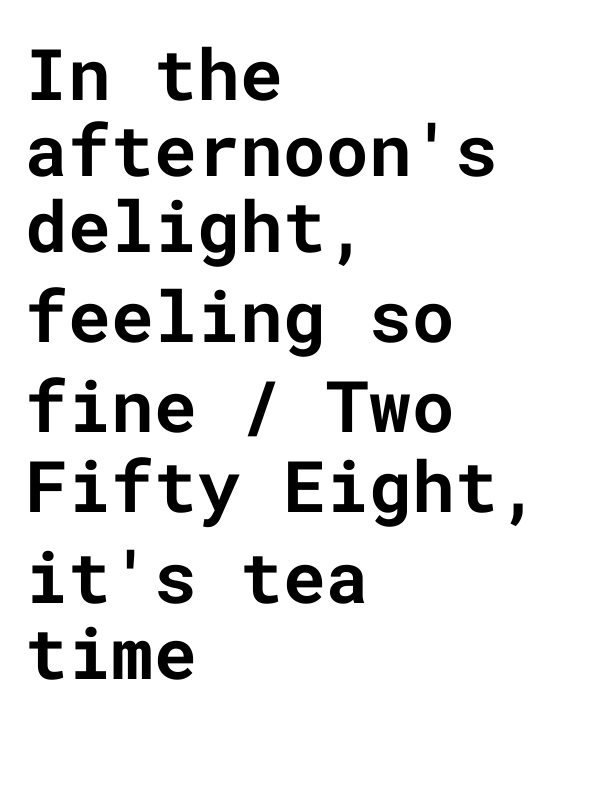 In the
afternoon's
delight,
feeling so
fine / Two
Fifty Eight,
it's tea
time